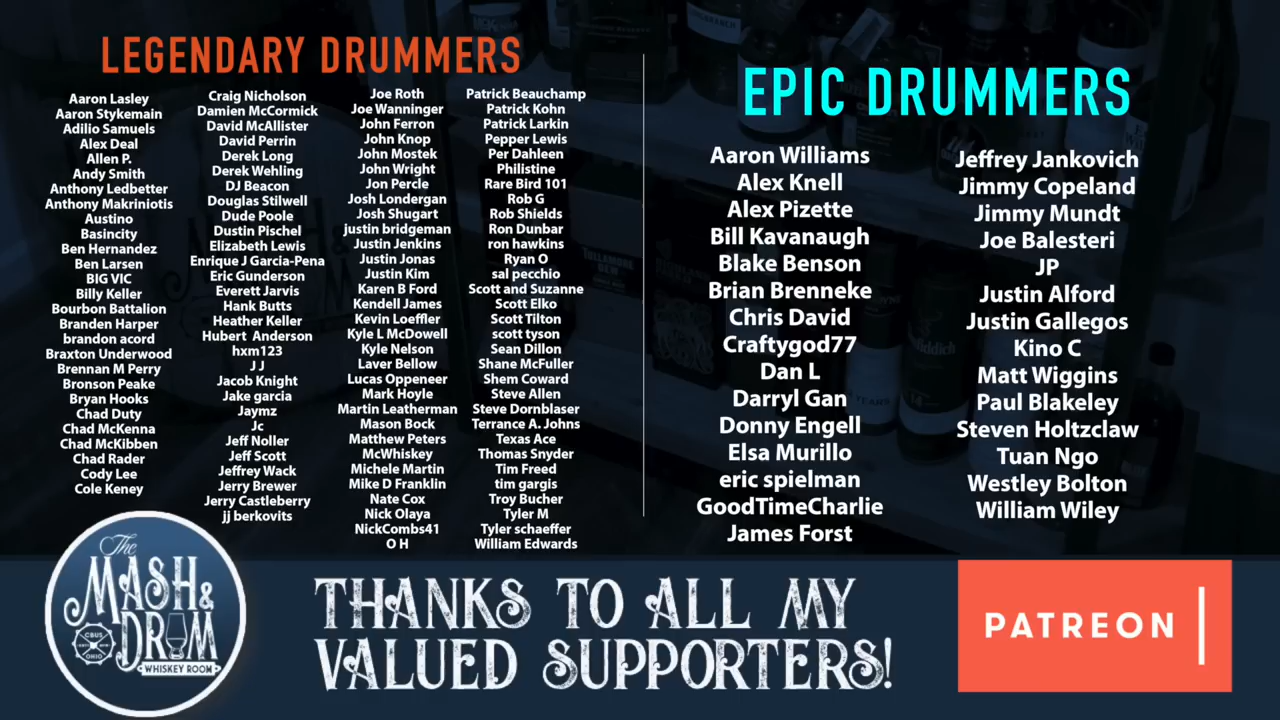 LEGENDARY DRUMMERS
Aaron Lasley
Aaron Stykemain
Adilio Samuels
Alex Deal
Allen P.
Andy Smith
Anthony Ledbetter
Anthony Makriniotis
Austino
Basincity
Ben Hernandez
Ben Larsen
BIG VIC
Billy Keller
Bourbon Battalion
Branden Harper
brandon acord
Braxton Underwood
Brennan M Perry
Bronson Peake
Bryan Hooks
Chad Duty
Chad McKenna
Chad McKibben
Chad Rader
Cody Lee
Cole Keney
Craig Nicholson
Damien McCormick
David McAllister
David Perrin
Derek Long
Derek Wehling
DJ Beacon
Douglas Stilwell
Dude Poole
Dustin Pischel
Elizabeth Lewis
Enrique J Garcia-Pena
Eric Gunderson
Everett Jarvis
Hank Butts
Heather Keller
Hubert Anderson
hxm123
J J
Jacob Knight
Jake garcia
Jaymz
Jc
Jeff Noller
Jeff Scott
Jeffrey Wack
Jerry Brewer
Jerry Castleberry
jj berkovits
Joe Roth
Joe Wanninger
John Ferron
John Knop
John Mostek
John Wright
Jon Percle
Josh Londergan
Josh Shugart
justin bridgeman
Justin Jenkins
Justin Jonas
Justin Kim
Karen B Ford
Kendell James
Kevin Loeffler
Kyle L McDowell
Kyle Nelson
Laver Bellow
Lucas Oppeneer
Mark Hoyle
Martin Leatherman
Mason Bock
Matthew Peters
McWhiskey
Michele Martin
Mike D Franklin
Nate Cox
Nick Olaya
NickCombs41
O H
Patrick Beauchamp
Patrick Kohn
Patrick Larkin
Pepper Lewis
Per Dahleen
Philistine
Rare Bird 101
Rob G
Rob Shields
Ron Dunbar
ron hawkins
Ryan O
sal pecchio
Scott and Suzanne
Scott Elko
Scott Tilton
scott tyson
Sean Dillon
Shane McFuller
Shem Coward
Steve Allen
Steve Dornblaser
Terrance A. Johns
Texas Ace
Thomas Snyder
Tim Freed
tim gargis
Troy Bucher
Tyler M
Tyler schaeffer
William Edwards
EPIC DRUMMERS
Aaron Williams
Alex Knell
Alex Pizette
Bill Kavanaugh
Blake Benson
Brian Brenneke
Chris David
Craftygod77
Dan L
Darryl Gan
Donny Engell
Elsa Murillo
eric spielman
GoodTimeCharlie
James Forst
Jeffrey Jankovich
Jimmy Copeland
Jimmy Mundt
Joe Balesteri
JP
Justin Alford
Justin Gallegos
Kino C
Matt Wiggins
Paul Blakeley
Steven Holtzclaw
Tuan Ngo
Westley Bolton
William Wiley
The
MASH &
DRUM
CBUS
OHIO
WHISKEY ROOM
THANKS TO ALL MY
VALUED SUPPORTERS!
PATREON